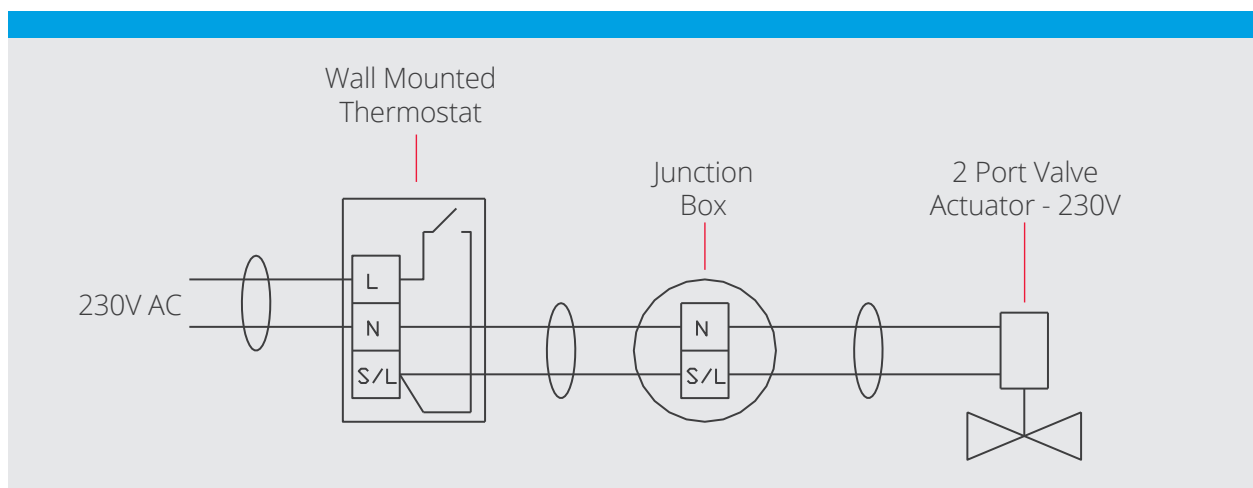 Wall Mounted
Thermostat
Junction
Box
2 Port Valve
Actuator - 230V
230V AC
L
N
S/L
N
S/L